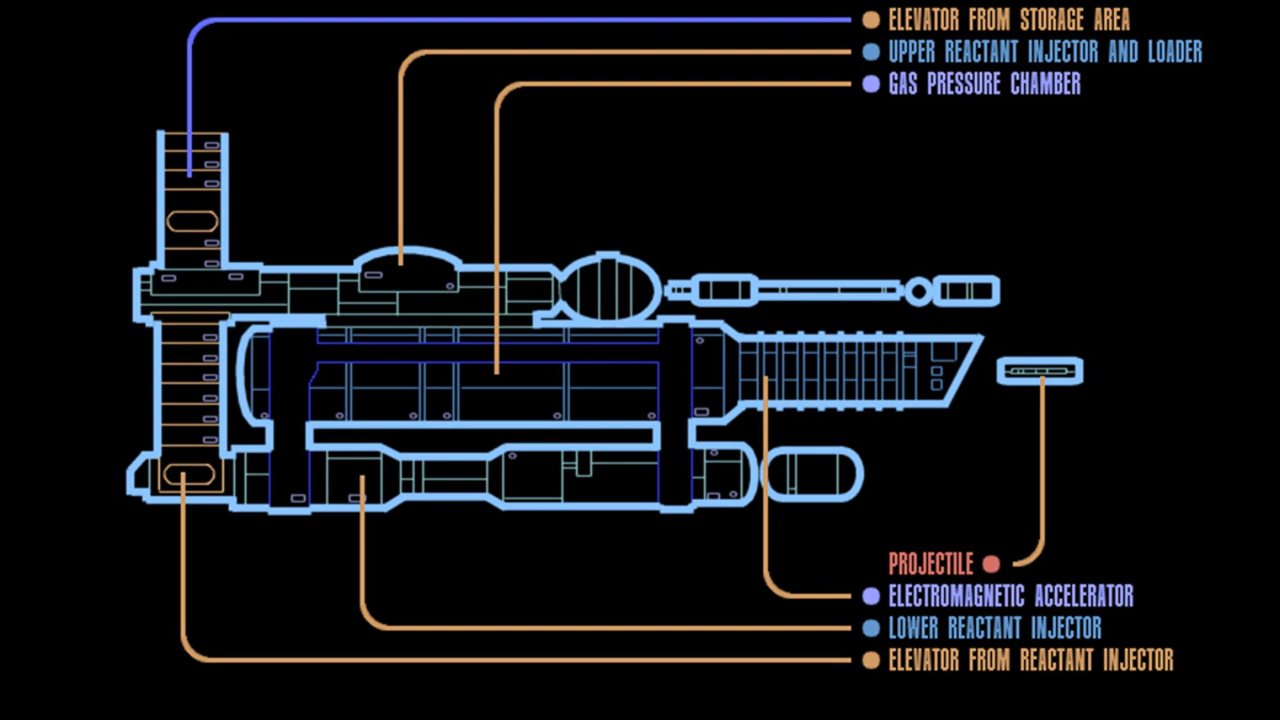 ELEVATOR FROM STORAGE AREA
UPPER REACTANT INJECTOR AND LOADER
GAS PRESSURE CHAMBER
PROJECTILE
ELECTROMAGNETIC ACCELERATOR
LOWER REACTANT INJECTOR
ELEVATOR FROM REACTANT INJECTOR